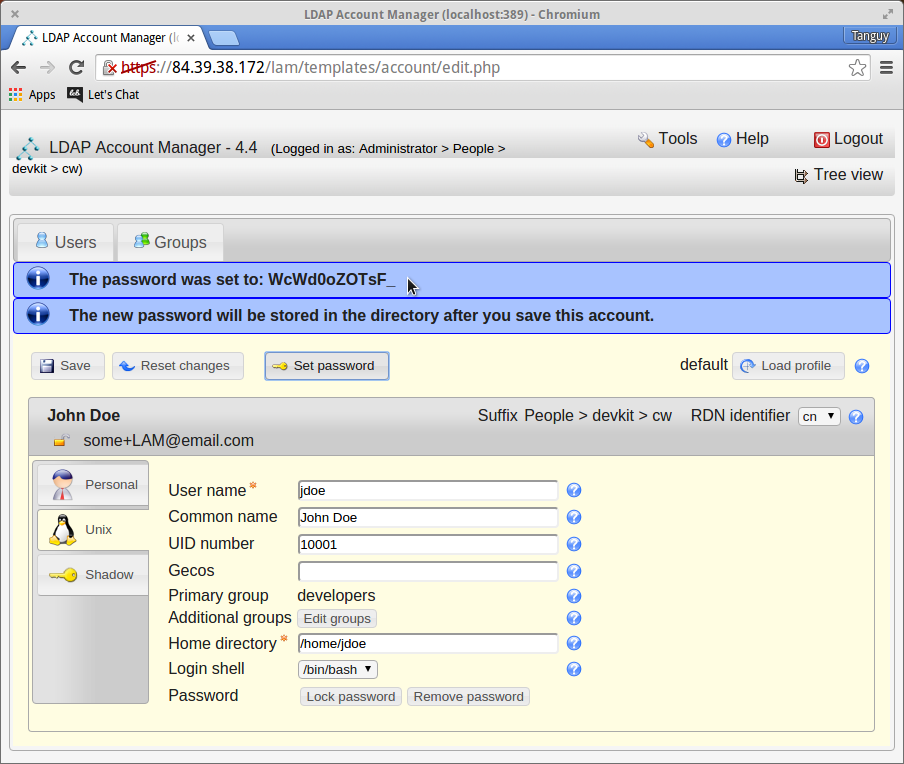 LDAP Account Manager (localhost:389) - Chromium
LDAP Account Manager (lo
Tanguy
https://84.39.38.172/lam/templates/account/edit.php
Apps Let's Chat
LDAP Account Manager - 4.4 (Logged in as: Administrator > People > devkit > cw)
Tools Help Logout
Tree view
Users Groups
The password was set to: WcWd0oZOTsF_
The new password will be stored in the directory after you save this account.
Save Reset changes Set password default Load profile
John Doe Suffix People > devkit > cw RDN identifier cn
some+LAM@email.com
Personal
Unix
Shadow
User name * jdoe
Common name John Doe
UID number 10001
Gecos
Primary group developers
Additional groups Edit groups
Home directory * /home/jdoe
Login shell /bin/bash
Password Lock password Remove password